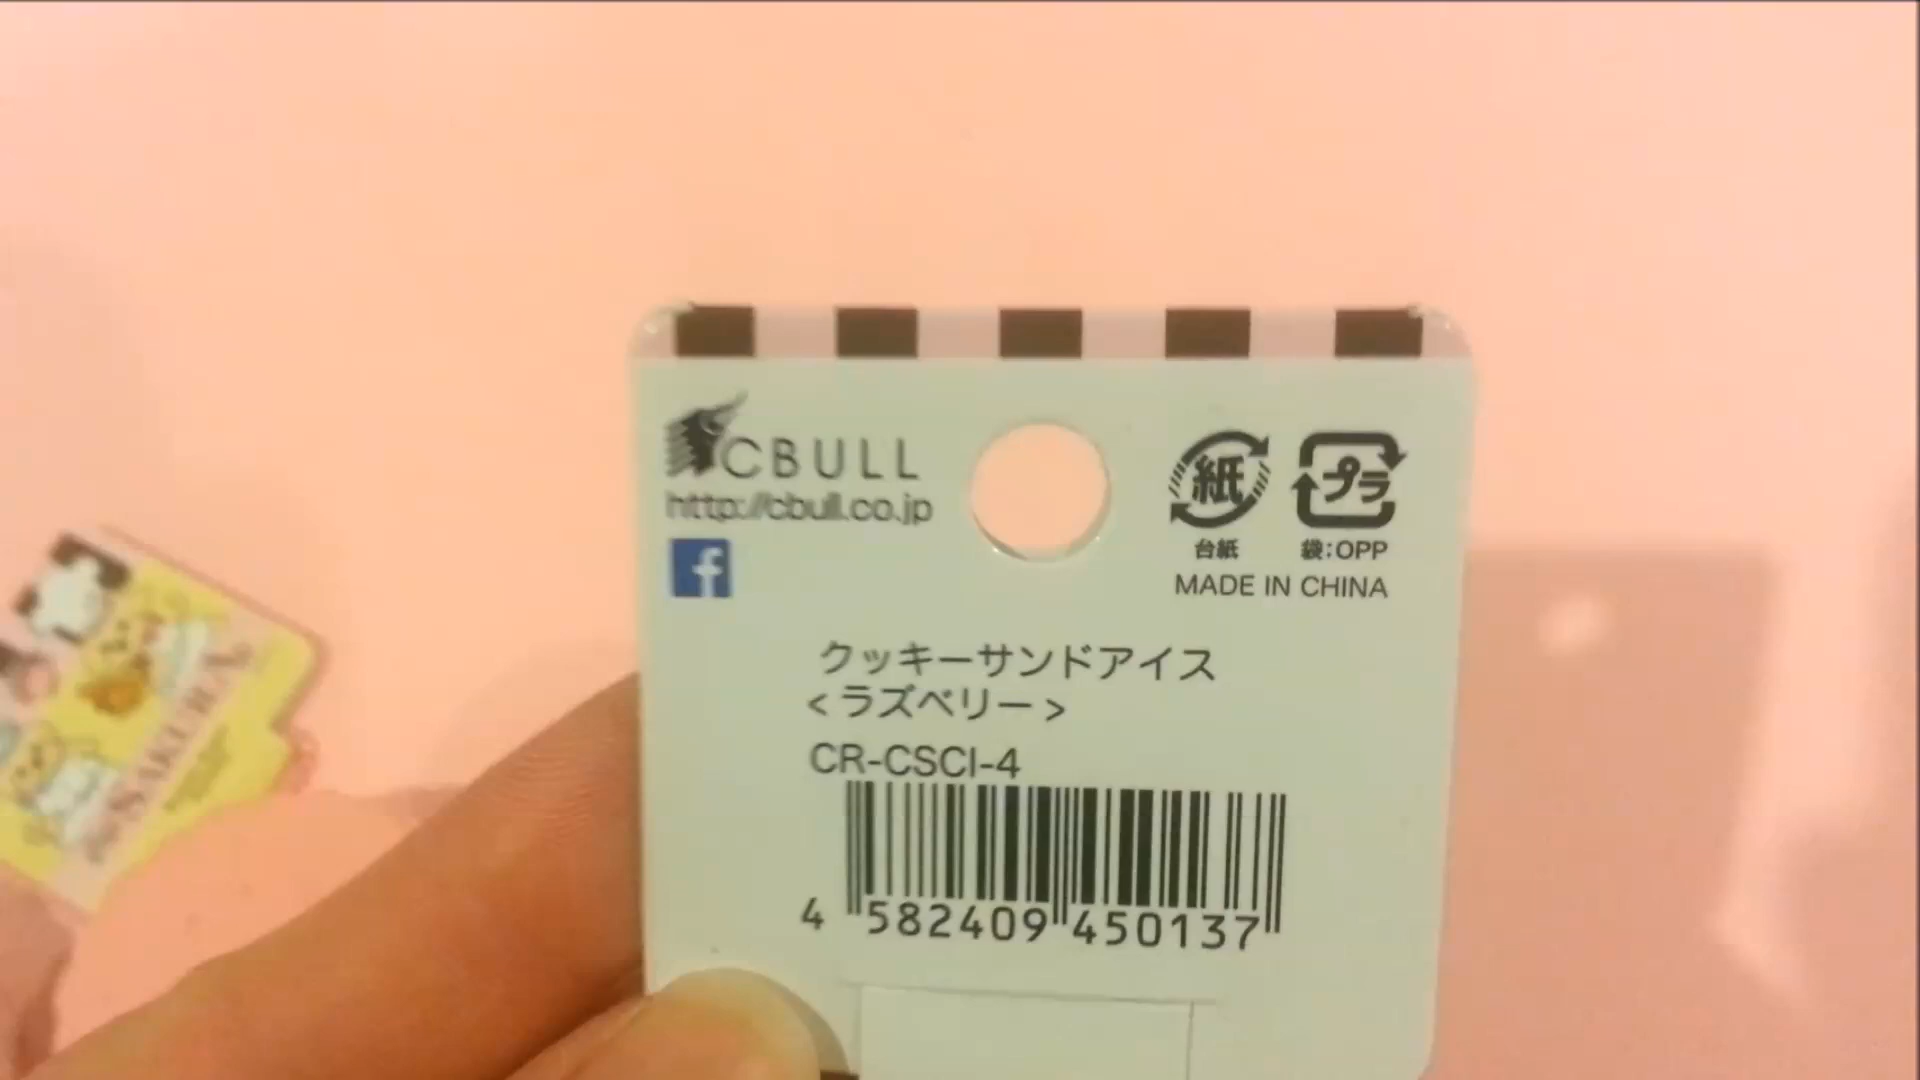 CBULL
http://cbull.co.jp
f
紙
プラ
台紙
袋:OPP
MADE IN CHINA
クッキーサンドアイス
<ラズベリー>
CR-CSCI-4
4 582409 450137
SAKURA